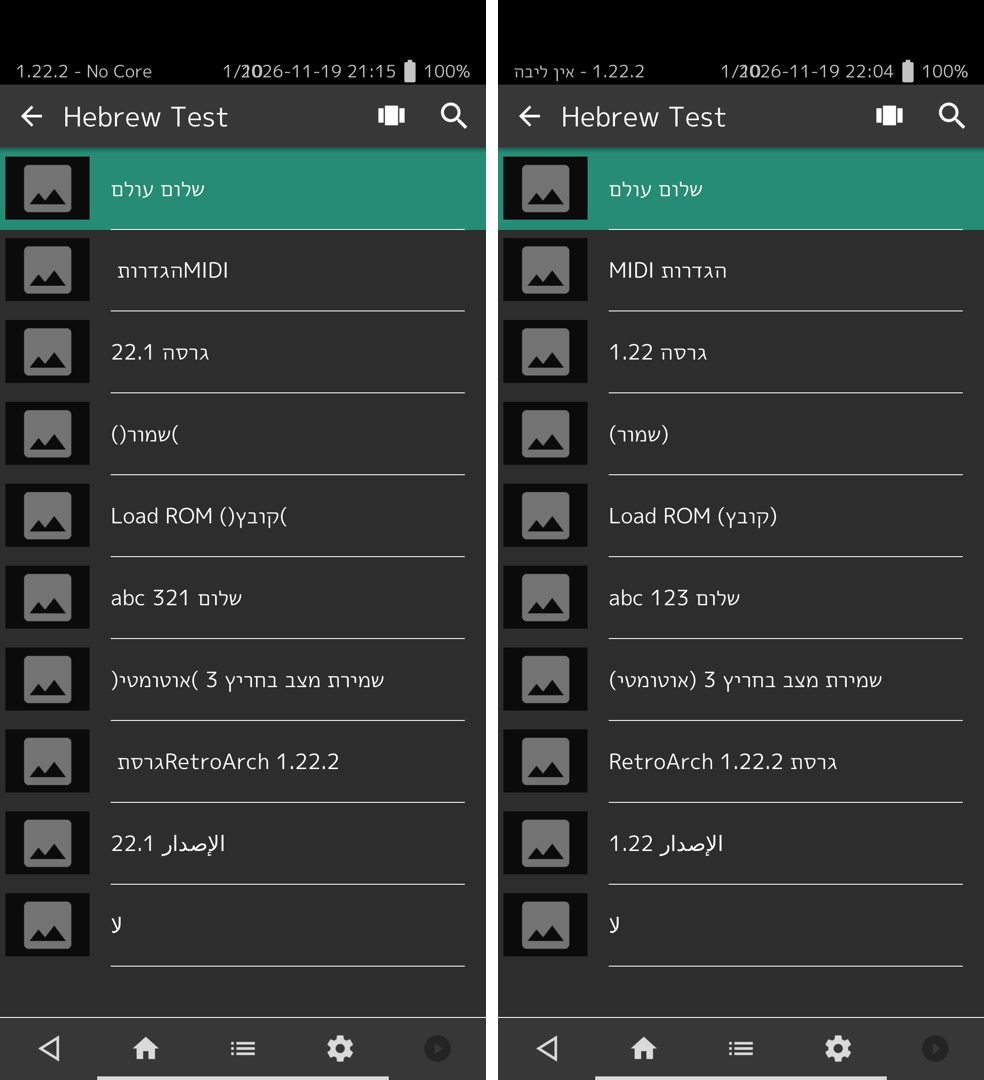 1.22.2 - No Core 1/10 2026-11-19 21:15 100%
Hebrew Test
שלום עולם
הגדרותMIDI
גרסה 22.1
()שמור(
Load ROM ()קובץ(
abc 321 שלום
שמירת מצב בחריץ 3 )אוטומטי(
גרסתRetroArch 1.22.2
الإصدار 22.1
لا
1.22.2 - אין ליבה 1/10 2026-11-19 22:04 100%
Hebrew Test
שלום עולם
הגדרות MIDI
גרסה 1.22
(שמור)
Load ROM (קובץ)
abc 123 שלום
שמירת מצב בחריץ 3 (אוטומטי)
גרסת RetroArch 1.22.2
الإصدار 1.22
لا